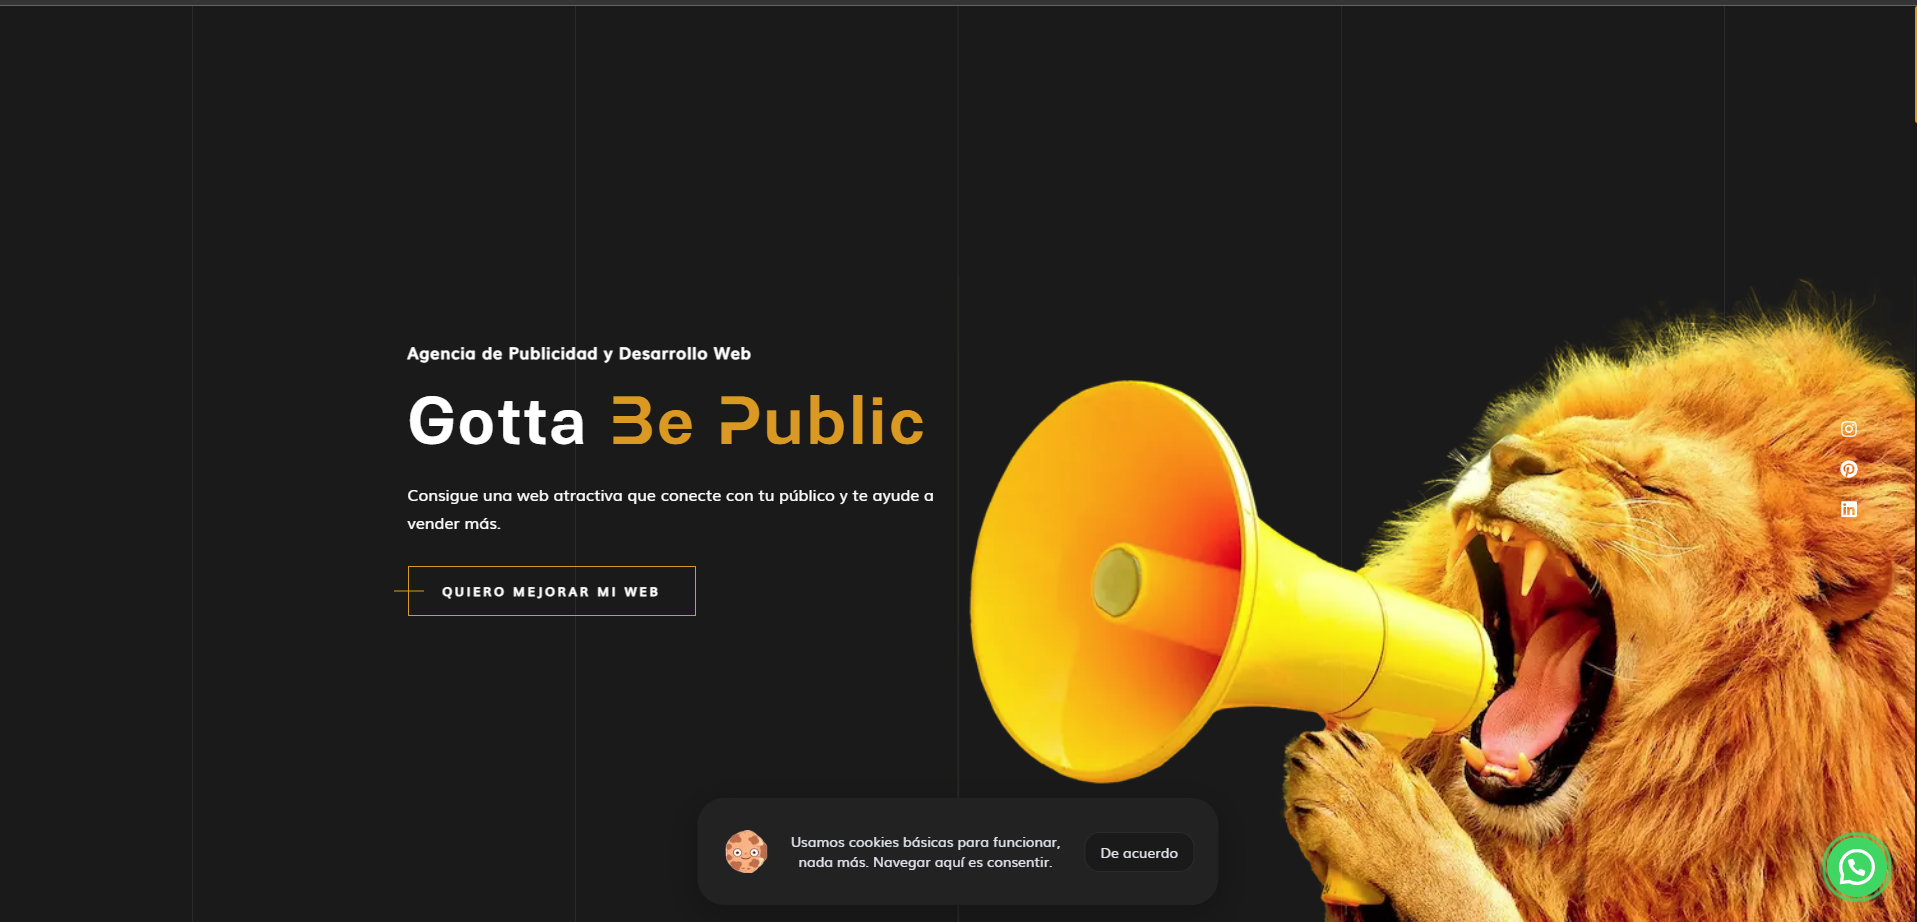 Agencia de Publicidad y Desarrollo Web
Gotta Be Public
Consigue una web atractiva que conecte con tu público y te ayude a
vender más.
QUIERO MEJORAR MI WEB
Usamos cookies básicas para funcionar,
nada más. Navegar aquí es consentir.
De acuerdo